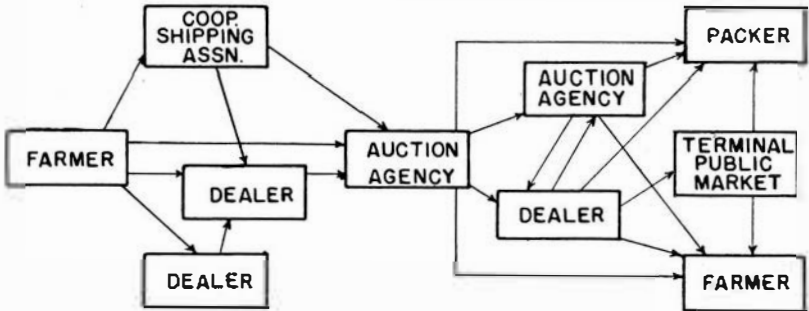 COOP.
SHIPPING
ASSN.
PACKER
AUCTION
AGENCY
FARMER
AUCTION
AGENCY
TERMINAL
PUBLIC
MARKET
DEALER
DEALER
DEALER
FARMER